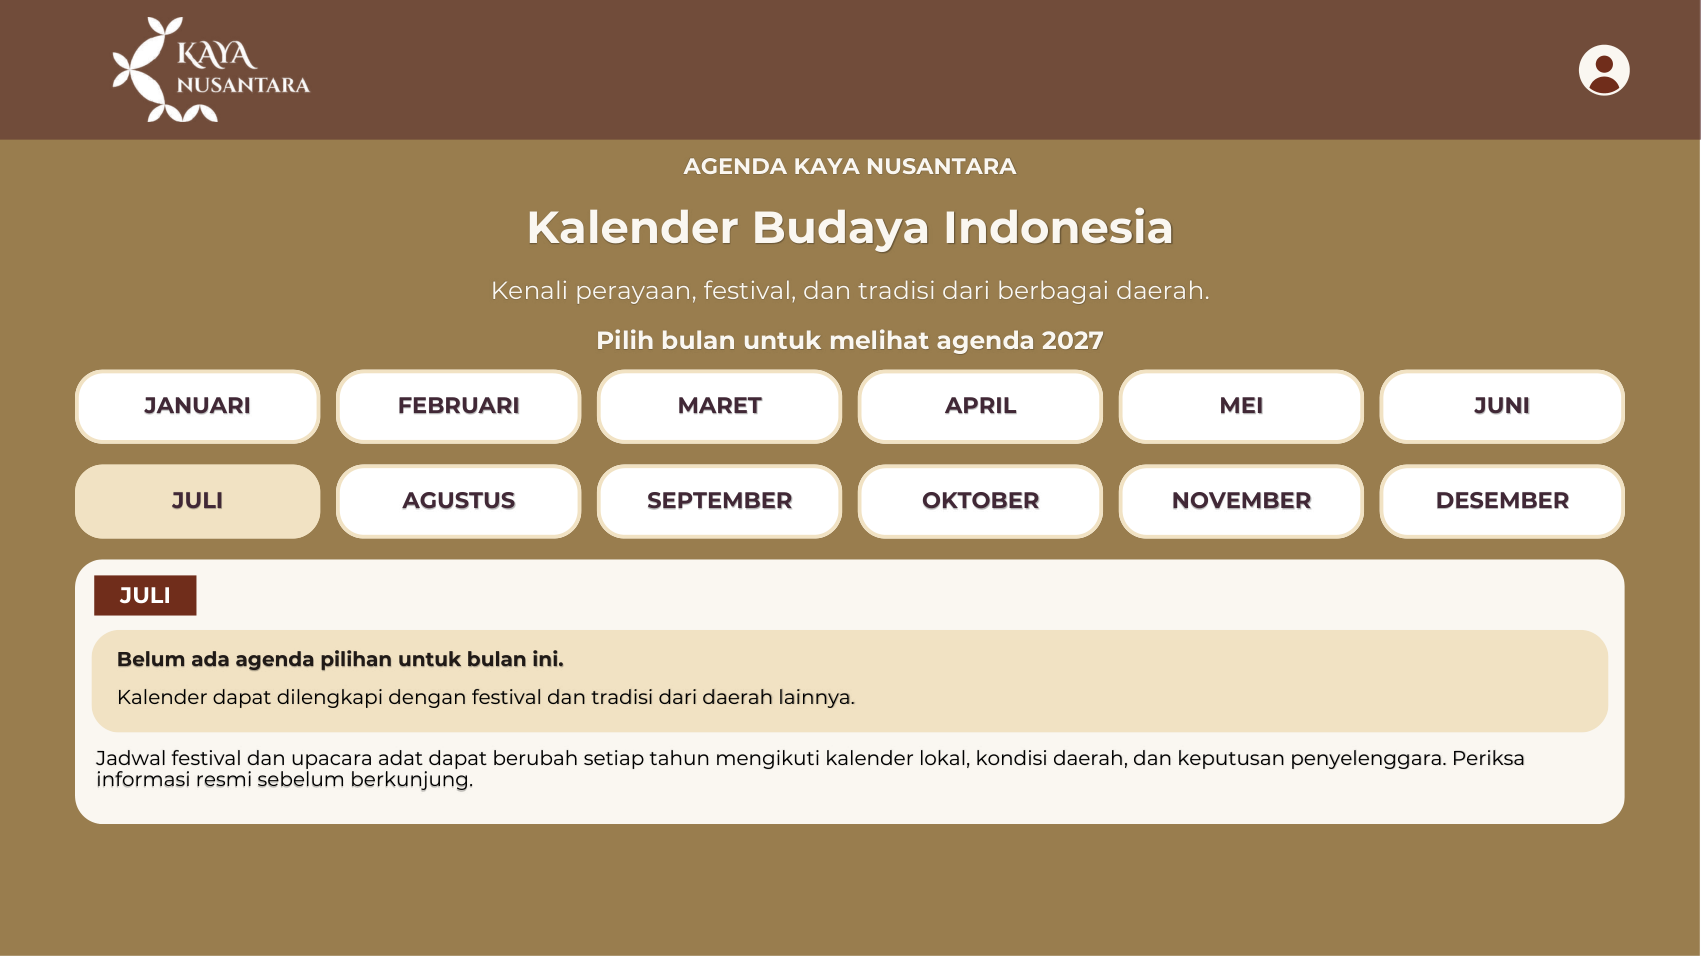 KAYA
NUSANTARA
AGENDA KAYA NUSANTARA
Kalender Budaya Indonesia
Kenali perayaan, festival, dan tradisi dari berbagai daerah.
Pilih bulan untuk melihat agenda 2027
JANUARI
FEBRUARI
MARET
APRIL
MEI
JUNI
JULI
AGUSTUS
SEPTEMBER
OKTOBER
NOVEMBER
DESEMBER
JULI
Belum ada agenda pilihan untuk bulan ini.
Kalender dapat dilengkapi dengan festival dan tradisi dari daerah lainnya.
Jadwal festival dan upacara adat dapat berubah setiap tahun mengikuti kalender lokal, kondisi daerah, dan keputusan penyelenggara. Periksa
informasi resmi sebelum berkunjung.